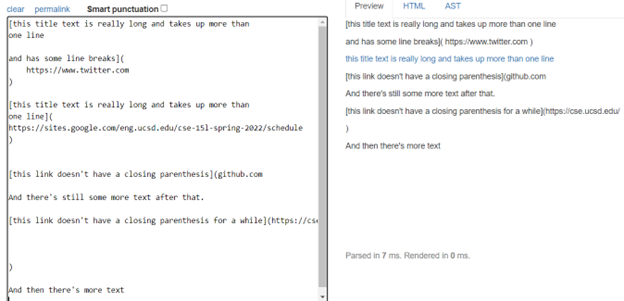 clear permalink Smart punctuation
[this title text is really long and takes up more than
one line
and has some line breaks](
https://www.twitter.com
)
[this title text is really long and takes up more than
one line](
https://sites.google.com/eng.ucsd.edu/cse-15l-spring-2022/schedule
)
[this link doesn't have a closing parenthesis](github.com
And there's still some more text after that.
[this link doesn't have a closing parenthesis for a while](https://cse
)
And then there's more text
Preview HTML AST
[this title text is really long and takes up more than one line
and has some line breaks]( https://www.twitter.com )
this title text is really long and takes up more than one line
[this link doesn't have a closing parenthesis](github.com
And there's still some more text after that.
[this link doesn't have a closing parenthesis for a while](https://cse.ucsd.edu/
)
And then there's more text
Parsed in 7 ms. Rendered in 0 ms.